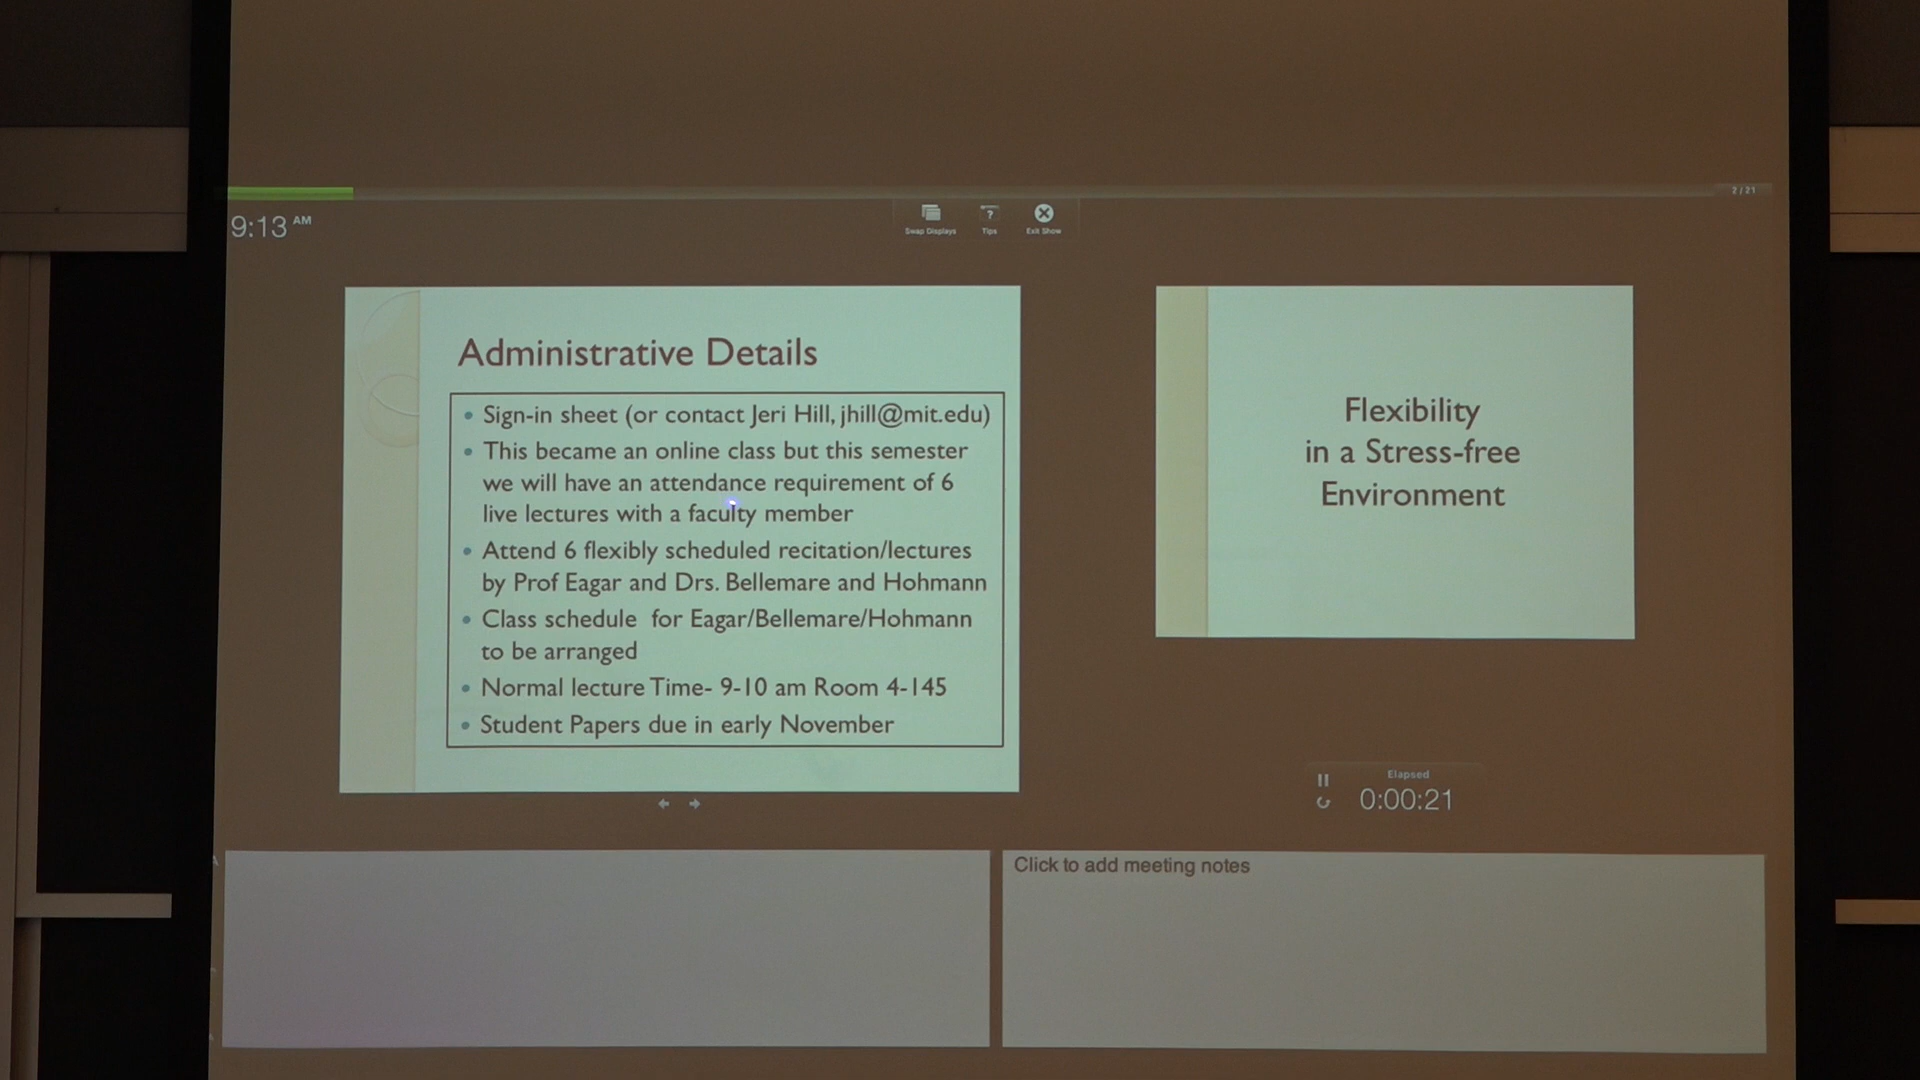 2 / 21
9:13 AM
Swap Displays
Tips
Exit Show
Administrative Details
• Sign-in sheet (or contact Jeri Hill, jhill@mit.edu)
• This became an online class but this semester
we will have an attendance requirement of 6
live lectures with a faculty member
• Attend 6 flexibly scheduled recitation/lectures
by Prof Eagar and Drs. Bellemare and Hohmann
• Class schedule for Eagar/Bellemare/Hohmann
to be arranged
• Normal lecture Time- 9-10 am Room 4-145
• Student Papers due in early November
Flexibility
in a Stress-free
Environment
Elapsed
0:00:21
Click to add meeting notes